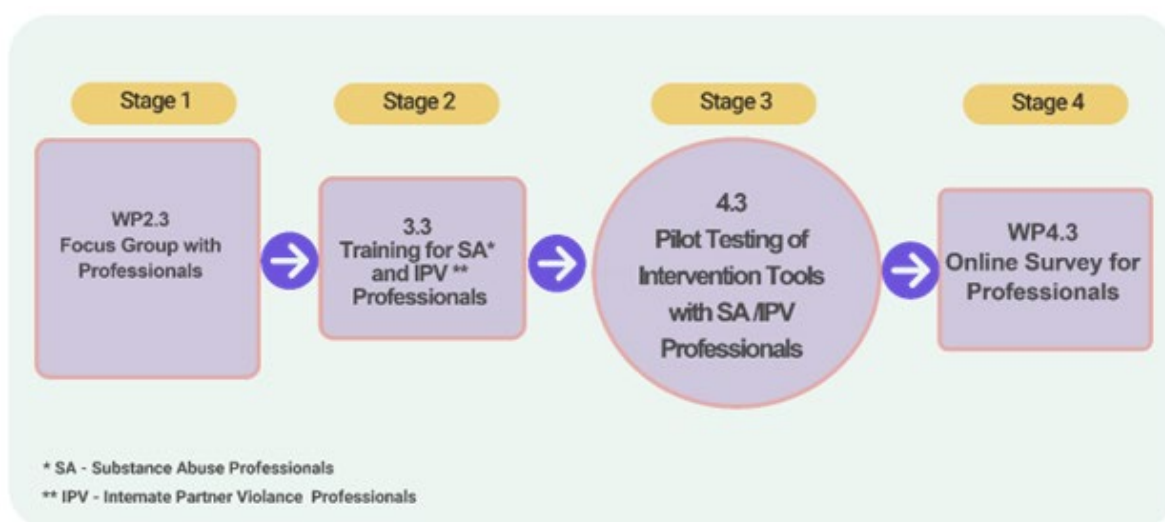 Stage 1
Stage 2
Stage 3
Stage 4
WP2.3
Focus Group with
Professionals
3.3
Training for SA*
and IPV **
Professionals
4.3
Pilot Testing of
Intervention Tools
with SA /IPV
Professionals
WP4.3
Online Survey for
Professionals
* SA - Substance Abuse Professionals
** IPV - Internate Partner Violance Professionals